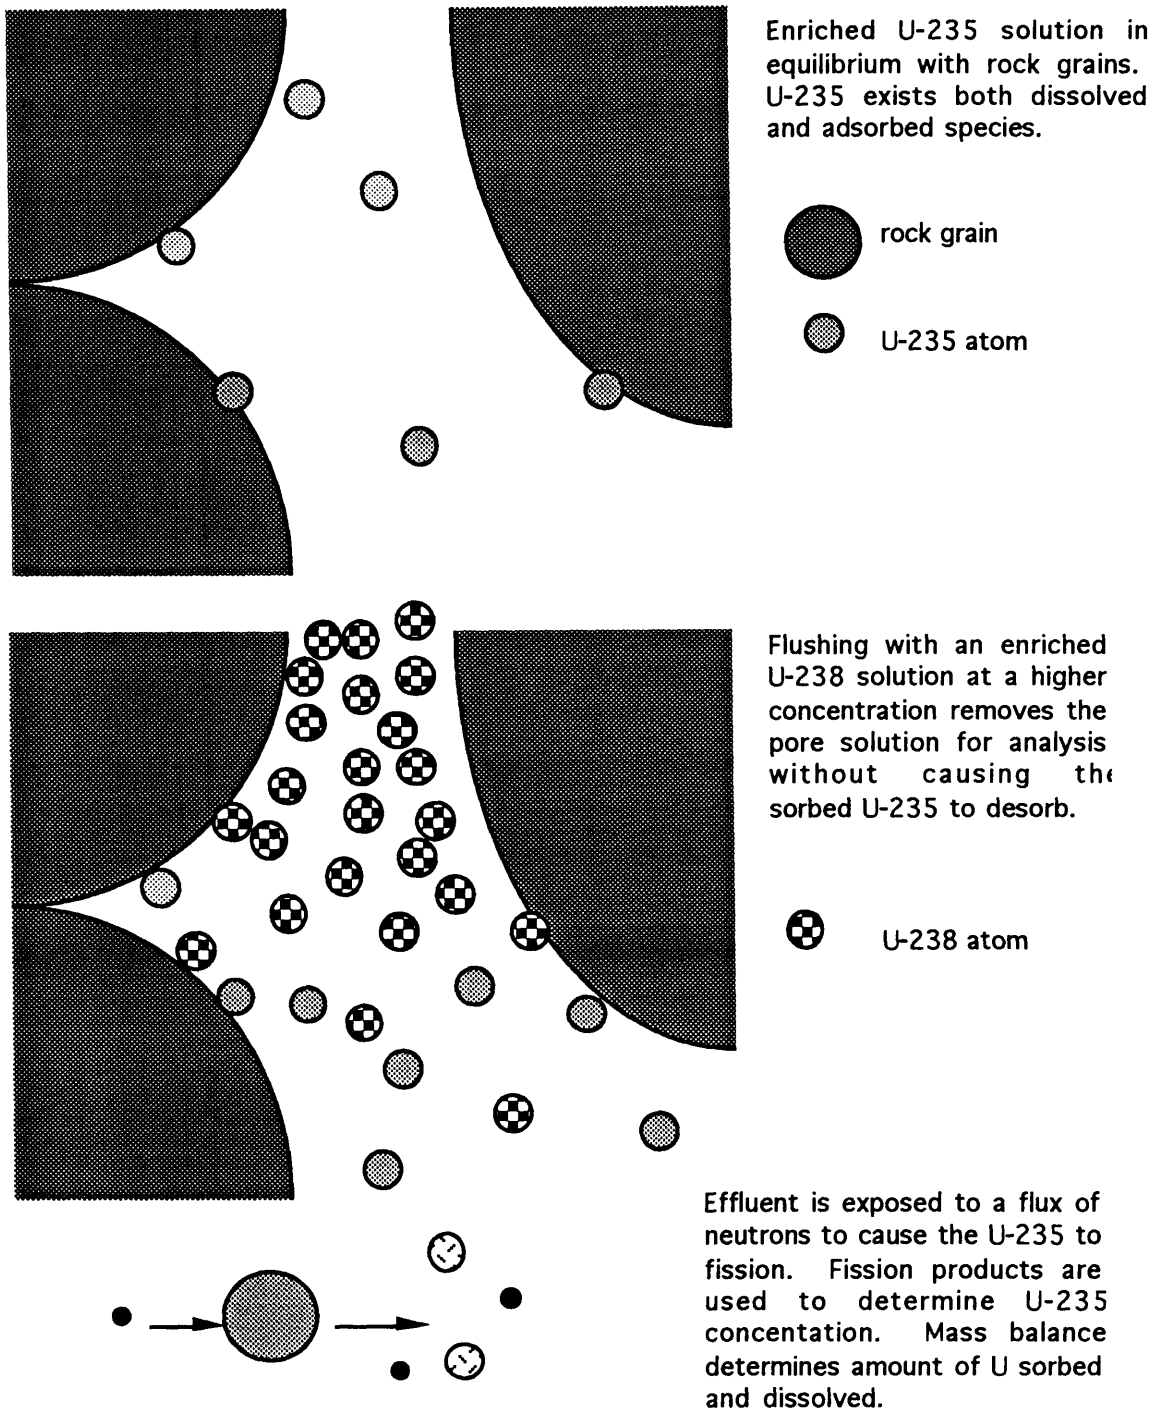 Enriched U-235 solution in
equilibrium with rock grains.
U-235 exists both dissolved
and adsorbed species.
rock grain
U-235 atom
Flushing with an enriched
U-238 solution at a higher
concentration removes the
pore solution for analysis
without causing the
sorbed U-235 to desorb.
U-238 atom
Effluent is exposed to a flux of
neutrons to cause the U-235 to
fission. Fission products are
used to determine U-235
concentation. Mass balance
determines amount of U sorbed
and dissolved.